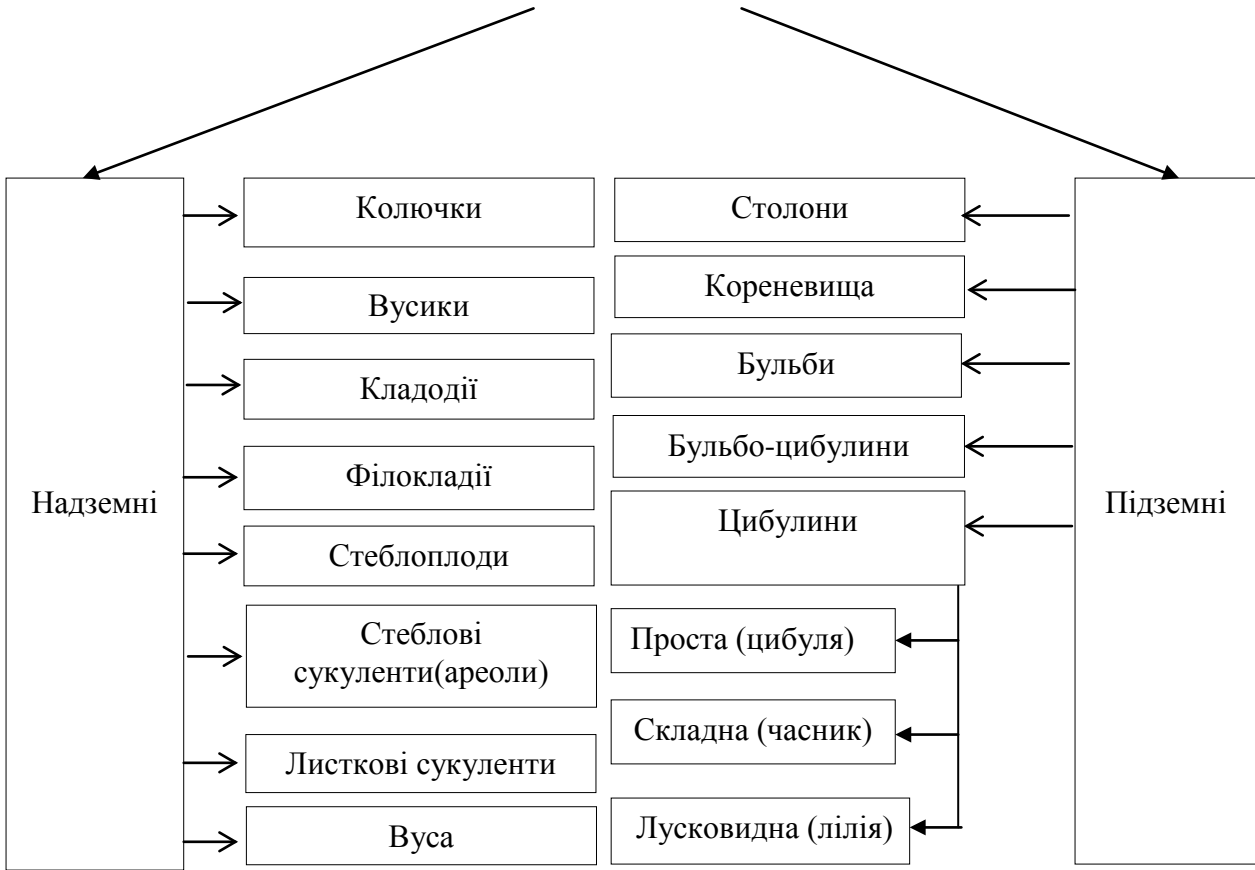 Надземні
Колючки
Вусики
Кладодії
Філокладії
Стеблоплоди
Стеблові
сукуленти(ареоли)
Листкові сукуленти
Вуса
Столони
Кореневища
Бульби
Бульбо-цибулини
Цибулини
Проста (цибуля)
Складна (часник)
Лусковидна (лілія)
Підземні